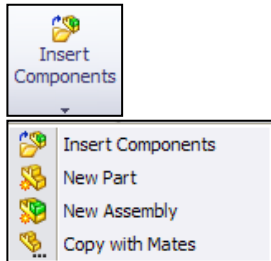 Insert
Components
Insert Components
New Part
New Assembly
Copy with Mates